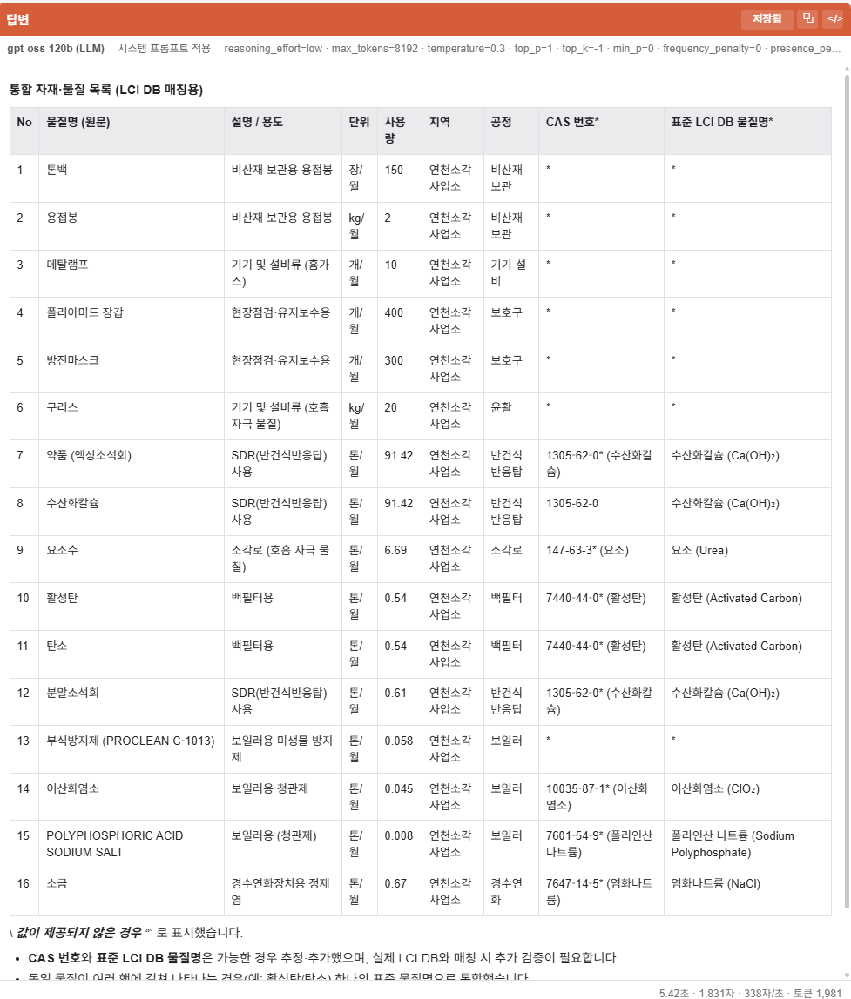 답변
저장됨
</>
gpt-oss-120b (LLM) 시스템 프롬프트 적용 reasoning_effort=low · max_tokens=8192 · temperature=0.3 · top_p=1 · top_k=-1 · min_p=0 · frequency_penalty=0 · presence_pe...
통합 자재·물질 목록 (LCI DB 매칭용)
No 물질명 (원문) 설명 / 용도 단위 사용 지역 공정 CAS 번호* 표준 LCI DB 물질명*
량
1 톤백 비산재 보관용 용접봉 장/ 150 연천소각 비산재 * *
월 사업소 보관
2 용접봉 비산재 보관용 용접봉 kg/ 2 연천소각 비산재 * *
월 사업소 보관
3 메탈램프 기기 및 설비류 (흄가 개/ 10 연천소각 기기·설 * *
스) 월 사업소 비
4 폴리아미드 장갑 현장점검·유지보수용 개/ 400 연천소각 보호구 * *
월 사업소
5 방진마스크 현장점검·유지보수용 개/ 300 연천소각 보호구 * *
월 사업소
6 구리스 기기 및 설비류 (호흡 kg/ 20 연천소각 윤활 * *
자극 물질) 월 사업소
7 약품 (액상소석회) SDR(반건식반응탑) 톤/ 91.42 연천소각 반건식 1305-62-0* (수산화칼 수산화칼슘 (Ca(OH)₂)
사용 월 사업소 반응탑 슘)
8 수산화칼슘 SDR(반건식반응탑) 톤/ 91.42 연천소각 반건식 1305-62-0 수산화칼슘 (Ca(OH)₂)
사용 월 사업소 반응탑
9 요소수 소각로 (호흡 자극 물 톤/ 6.69 연천소각 소각로 147-63-3* (요소) 요소 (Urea)
질) 월 사업소
10 활성탄 백필터용 톤/ 0.54 연천소각 백필터 7440-44-0* (활성탄) 활성탄 (Activated Carbon)
월 사업소
11 탄소 백필터용 톤/ 0.54 연천소각 백필터 7440-44-0* (활성탄) 활성탄 (Activated Carbon)
월 사업소
12 분말소석회 SDR(반건식반응탑) 톤/ 0.61 연천소각 반건식 1305-62-0* (수산화칼 수산화칼슘 (Ca(OH)₂)
사용 월 사업소 반응탑 슘)
13 부식방지제 (PROCLEAN C-1013) 보일러용 미생물 방지 톤/ 0.058 연천소각 보일러 * *
제 월 사업소
14 이산화염소 보일러용 청관제 톤/ 0.045 연천소각 보일러 10035-87-1* (이산화 이산화염소 (ClO₂)
월 사업소 염소)
15 POLYPHOSPHORIC ACID 보일러용 (청관제) 톤/ 0.008 연천소각 보일러 7601-54-9* (폴리인산 폴리인산 나트륨 (Sodium
SODIUM SALT 월 사업소 나트륨) Polyphosphate)
16 소금 경수연화장치용 정제 톤/ 0.67 연천소각 경수연 7647-14-5* (염화나트 염화나트륨 (NaCl)
염 월 사업소 화 륨)
\ 값이 제공되지 않은 경우 “” 로 표시했습니다.
• CAS 번호와 표준 LCI DB 물질명은 가능한 경우 추정·추가했으며, 실제 LCI DB와 매칭 시 추가 검증이 필요합니다.
• 동일 물질이 여러 행에 걸쳐 나타나는 경우(예: 활성탄/탄소) 하나의 표준 물질명으로 통합했습니다.
5.42초 · 1,831자 · 338자/초 · 토큰 1,981